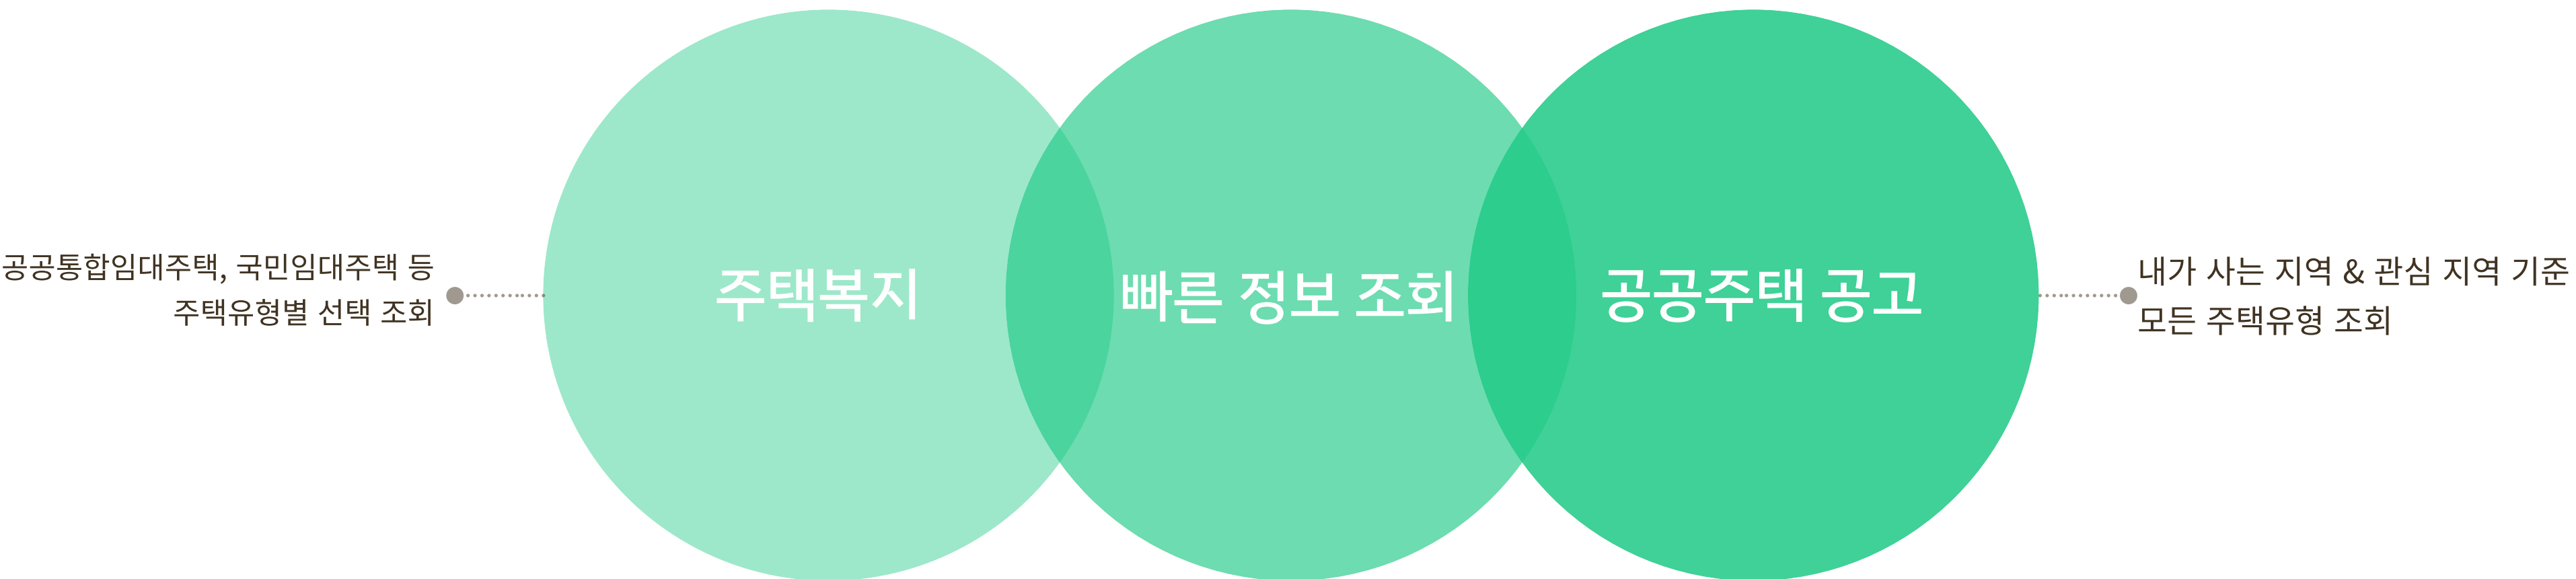 공공통합임대주택, 국민임대주택 등
주택유형별 선택 조회
주택복지
빠른 정보 조회
공공주택 공고
내가 사는 지역 & 관심 지역 기준
모든 주택유형 조회